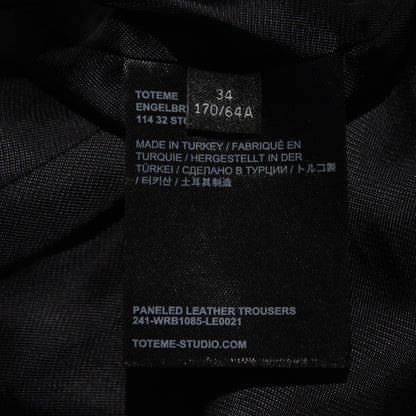 34
170/64A
TOTEME
114 32
MADE IN TURKEY / FABRIQUÉ EN
TURQUIE / HERGESTELLT IN DER
TÜRKEI / СДЕЛАНО В ТУРЦИИ / トルコ製
/ 터키산 / 土耳其制造
PANELED LEATHER TROUSERS
241-WRB1085-LE0021
TOTEME-STUDIO.COM